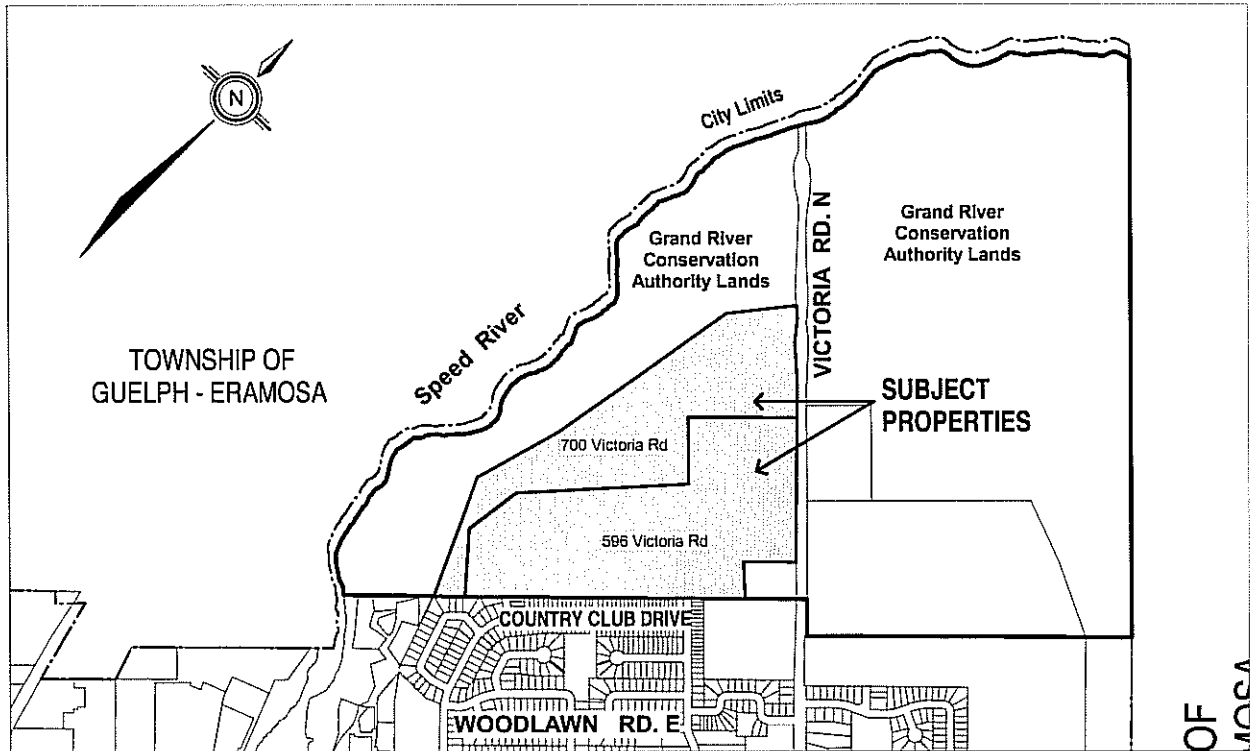 N
City Limits
Grand River
Conservation
Authority Lands
Grand River
Conservation
Authority Lands
VICTORIA RD. N
Speed River
TOWNSHIP OF
GUELPH - ERAMOSA
SUBJECT
PROPERTIES
700 Victoria Rd
596 Victoria Rd
COUNTRY CLUB DRIVE
WOODLAWN RD. E
OF